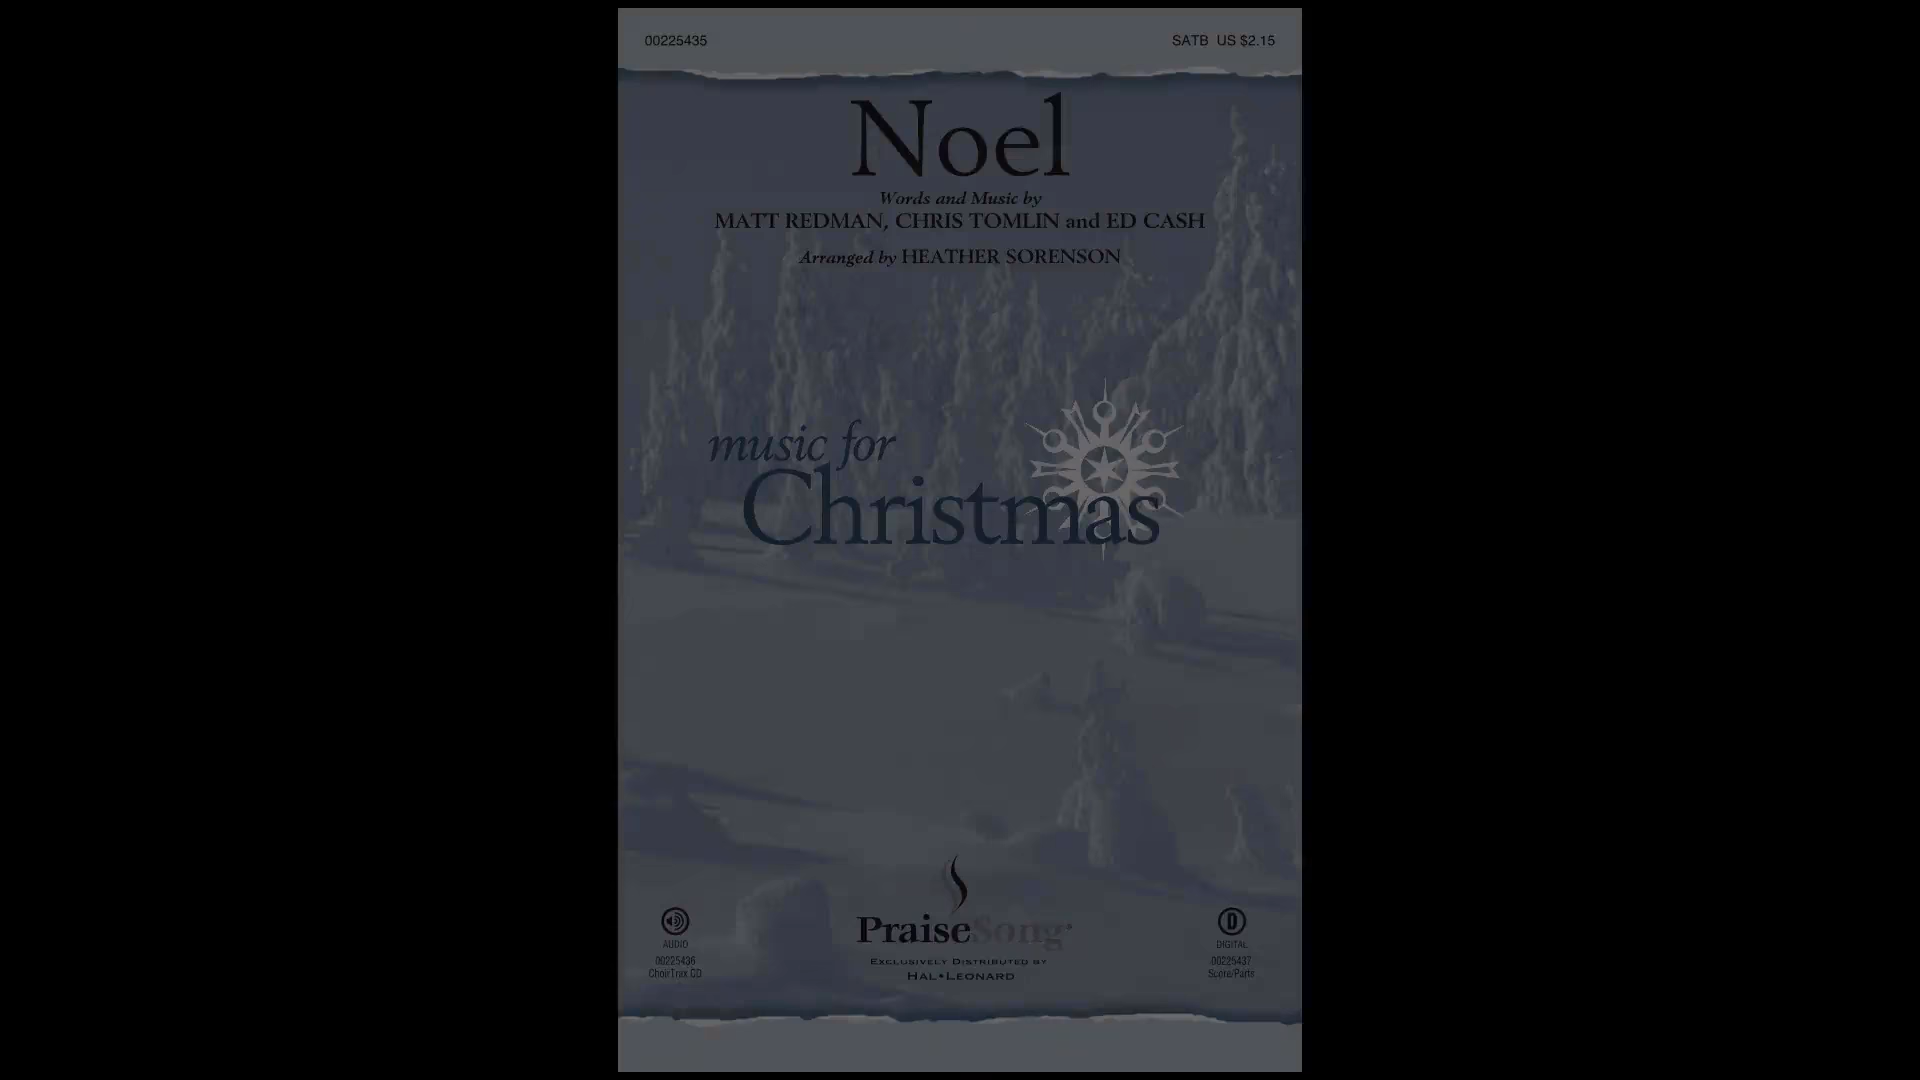 00225435
SATB US $2.15
Noel
Words and Music by
MATT REDMAN, CHRIS TOMLIN and ED CASH
Arranged by HEATHER SORENSON
music for
Christmas
PraiseSong®
EXCLUSIVELY DISTRIBUTED BY
HAL•LEONARD
AUDIO
00225436
ChoirTrax CD
DIGITAL
00225437
Score/Parts